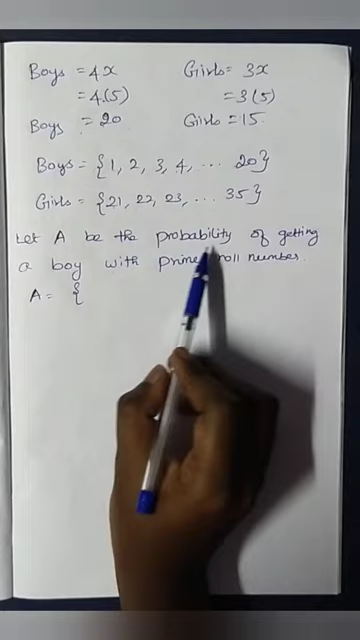 Boys = 4x Girls = 3x
= 4.(5) = 3(5)
Boys = 20 Girls = 15.
Boys = {1, 2, 3, 4, ... 20}
Girls = {21, 22, 23, ... 35}
Let A be the probability of getting
a boy with prime roll number.
A = {